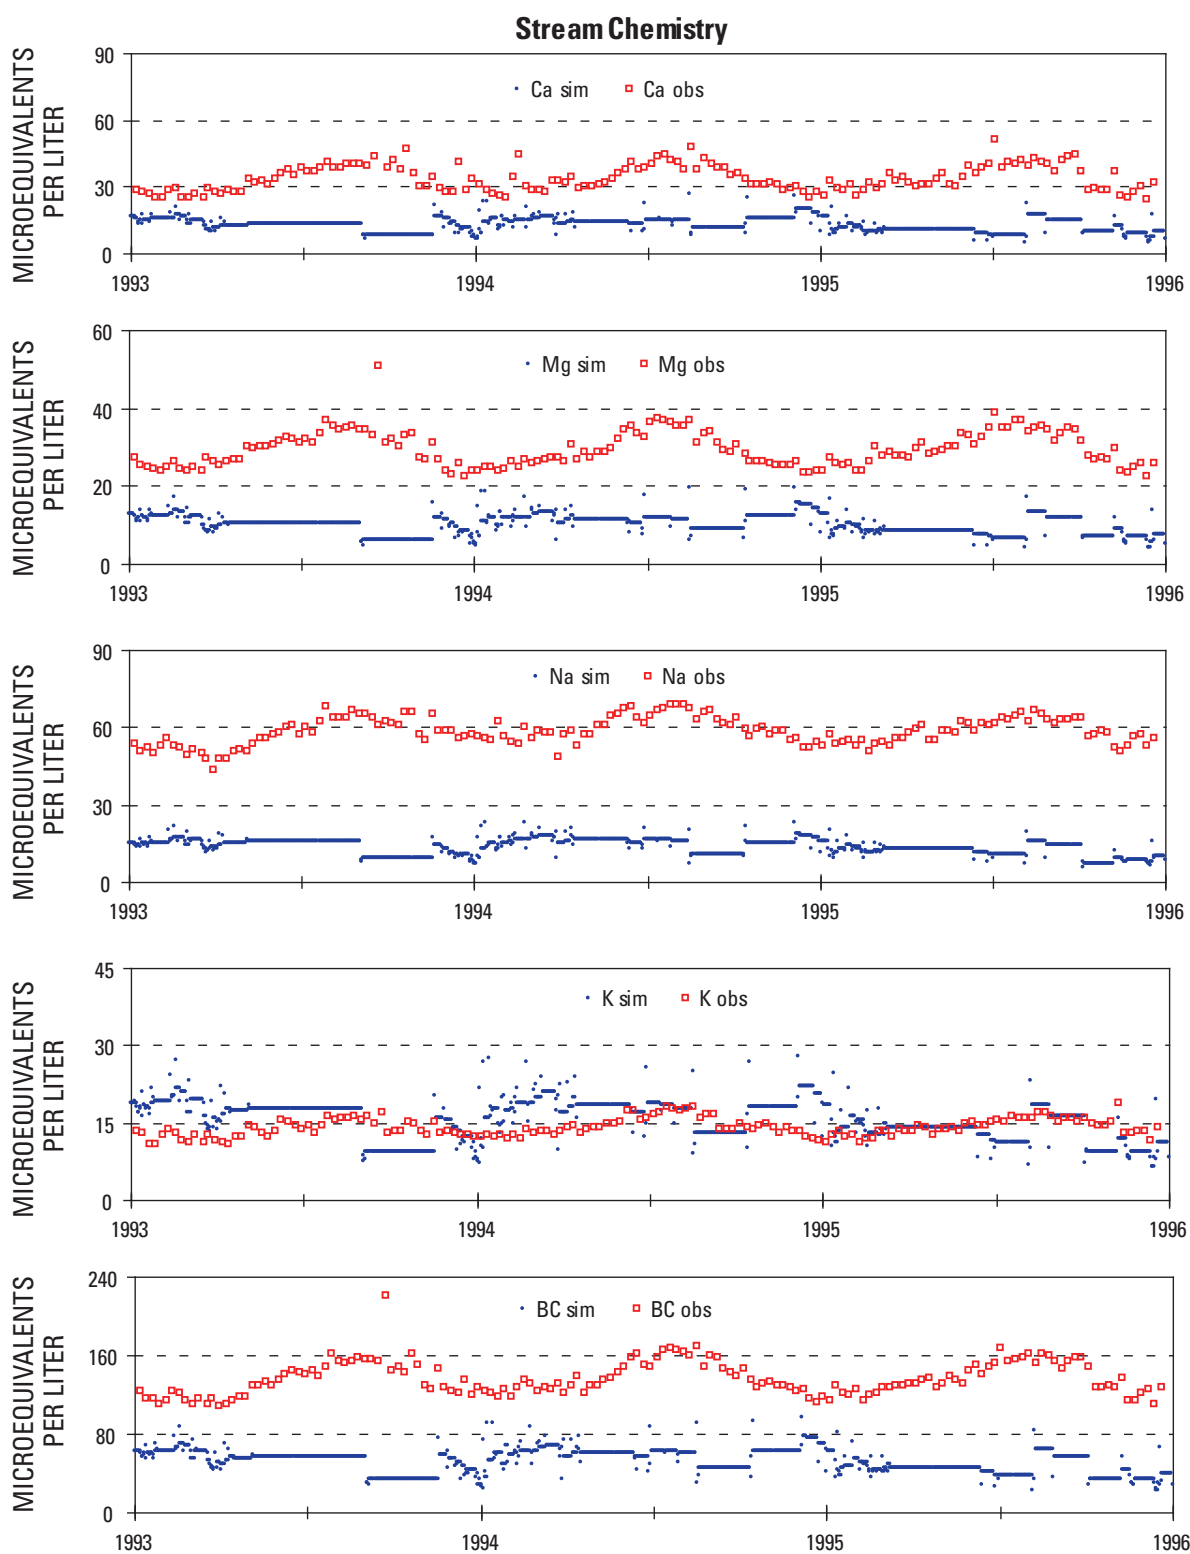 Stream Chemistry
MICROEQUIVALENTS
PER LITER
90
60
30
0
Ca sim
Ca obs
1993
1994
1995
1996
MICROEQUIVALENTS
PER LITER
60
40
20
0
Mg sim
Mg obs
1993
1994
1995
1996
MICROEQUIVALENTS
PER LITER
90
60
30
0
Na sim
Na obs
1993
1994
1995
1996
MICROEQUIVALENTS
PER LITER
45
30
15
0
K sim
K obs
1993
1994
1995
1996
MICROEQUIVALENTS
PER LITER
240
160
80
0
BC sim
BC obs
1993
1994
1995
1996